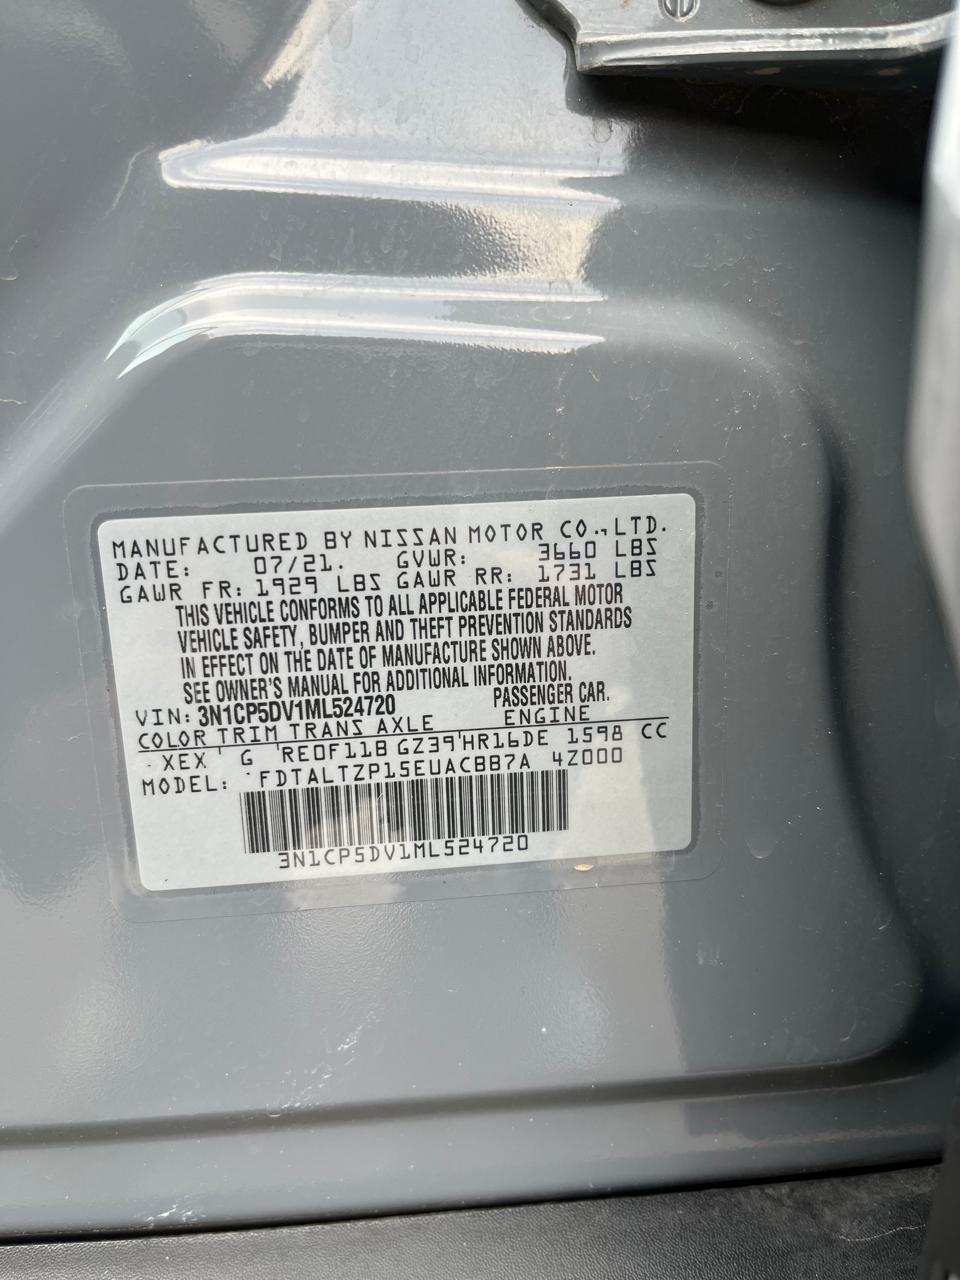 MANUFACTURED BY NISSAN MOTOR CO.,LTD.
DATE: 07/21. GVWR: 3660 LBS
GAWR FR: 1929 LBS GAWR RR: 1731 LBS
THIS VEHICLE CONFORMS TO ALL APPLICABLE FEDERAL MOTOR
VEHICLE SAFETY, BUMPER AND THEFT PREVENTION STANDARDS
IN EFFECT ON THE DATE OF MANUFACTURE SHOWN ABOVE.
SEE OWNER'S MANUAL FOR ADDITIONAL INFORMATION.
VIN: 3N1CP5DV1ML524720 PASSENGER CAR.
COLOR TRIM TRANS AXLE ENGINE
XEX G RE0F11B GZ39 HR16DE 1598 CC
MODEL: FDTALTZP15EUACBB7A 4Z000
3N1CP5DV1ML524720